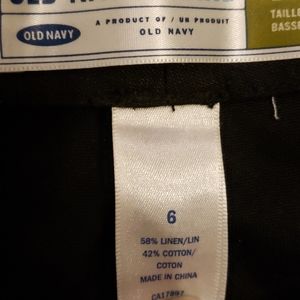 A PRODUCT OF / UN PRODUIT
OLD NAVY
OLD NAVY
TAILLE
BASSE
6
58% LINEN/LIN
42% COTTON/
COTON
MADE IN CHINA